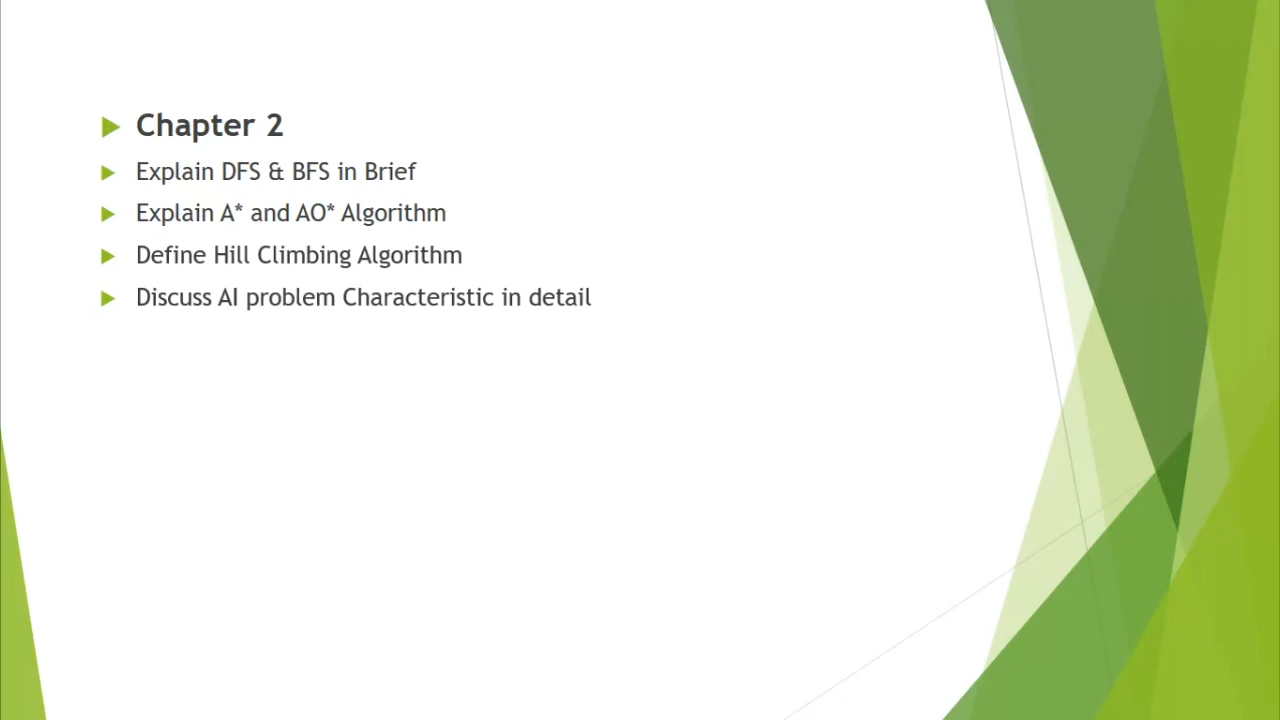 Chapter 2
Explain DFS & BFS in Brief
Explain A* and AO* Algorithm
Define Hill Climbing Algorithm
Discuss AI problem Characteristic in detail